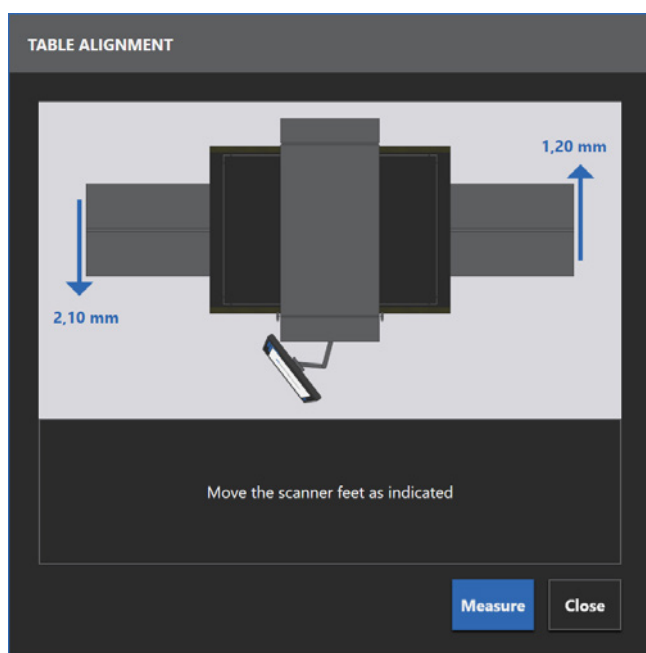 TABLE ALIGNMENT
1,20 mm
2,10 mm
Move the scanner feet as indicated
Measure
Close